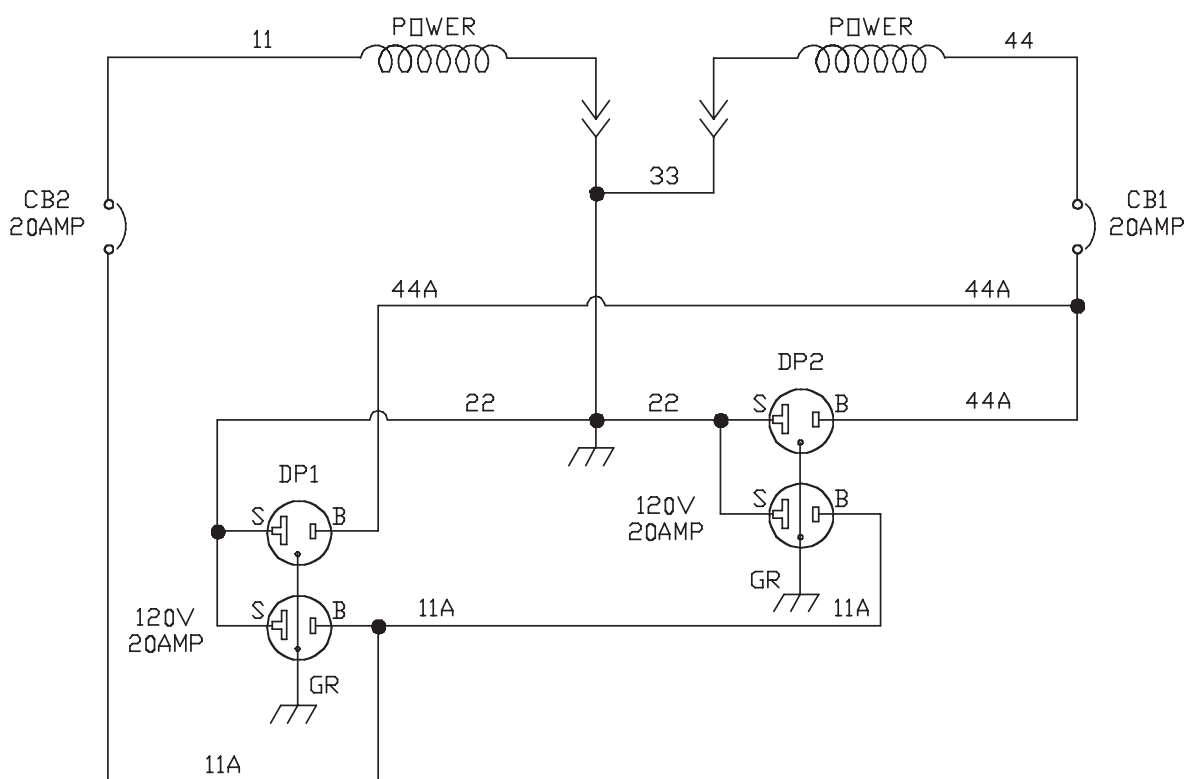 POWER
POWER
11
44
33
CB2
20AMP
CB1
20AMP
44A
44A
DP2
22
22
S
B
44A
DP1
S
B
120V
20AMP
S
B
GR
11A
120V
20AMP
S
B
11A
GR
11A